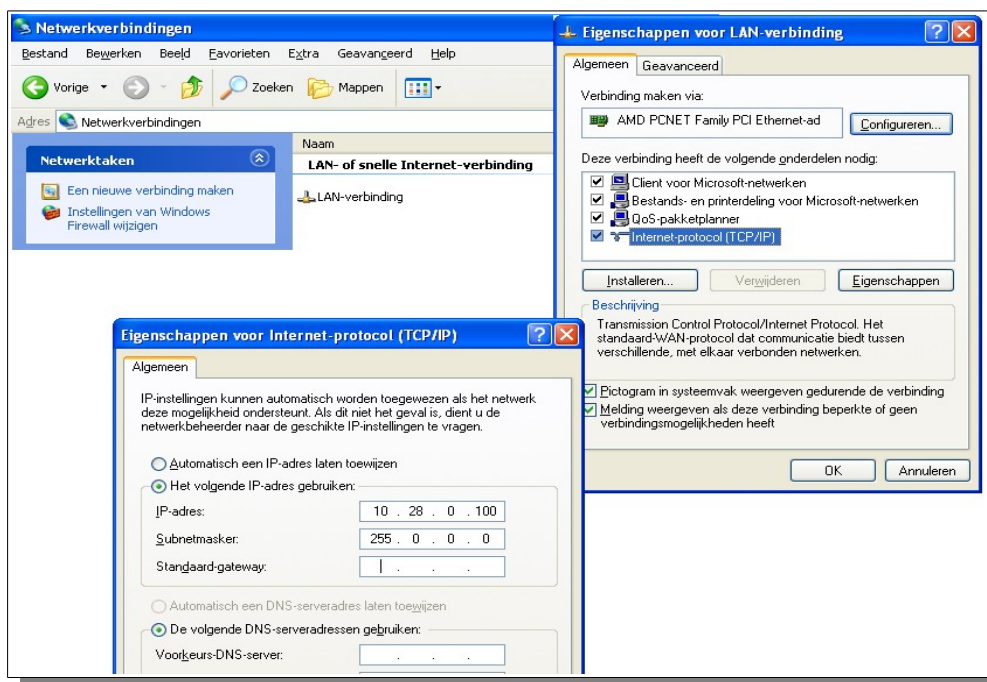 Netwerkverbindingen
Bestand Bewerken Beeld Favorieten Extra Geavanceerd Help
Vorige Zoeken Mappen
Adres Netwerkverbindingen
Netwerktaken
Een nieuwe verbinding maken
Instellingen van Windows
Firewall wijzigen
Naam
LAN- of snelle Internet-verbinding
LAN-verbinding
Eigenschappen voor LAN-verbinding
Algemeen Geavanceerd
Verbinding maken via:
AMD PCNET Family PCI Ethernet-ad Configureren...
Deze verbinding heeft de volgende onderdelen nodig:
Client voor Microsoft-netwerken
Bestands- en printerdeling voor Microsoft-netwerken
QoS-pakketplanner
Internet-protocol (TCP/IP)
Installeren... Verwijderen Eigenschappen
Beschrijving
Transmission Control Protocol/Internet Protocol. Het
standaard-WAN-protocol dat communicatie biedt tussen
verschillende, met elkaar verbonden netwerken.
Pictogram in systeemvak weergeven gedurende de verbinding
Melding weergeven als deze verbinding beperkte of geen
verbindingsmogelijkheden heeft
OK Annuleren
Eigenschappen voor Internet-protocol (TCP/IP)
Algemeen
IP-instellingen kunnen automatisch worden toegewezen als het netwerk
deze mogelijkheid ondersteunt. Als dit niet het geval is, dient u de
netwerkbeheerder naar de geschikte IP-instellingen te vragen.
Automatisch een IP-adres laten toewijzen
Het volgende IP-adres gebruiken:
IP-adres: 10 . 28 . 0 . 100
Subnetmasker: 255 . 0 . 0 . 0
Standaard-gateway: . . .
Automatisch een DNS-serveradres laten toewijzen
De volgende DNS-serveradressen gebruiken:
Voorkeurs-DNS-server: . . .